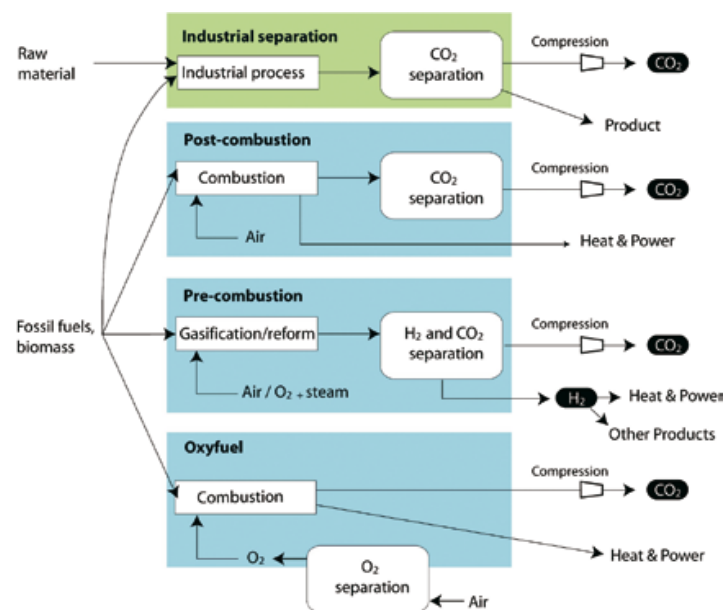 Industrial separation
Raw
material
Industrial process
CO₂
separation
Compression
CO₂
Product
Post-combustion
Combustion
CO₂
separation
Compression
CO₂
Air
Heat & Power
Pre-combustion
Fossil fuels,
biomass
Gasification/reform
H₂ and CO₂
separation
Compression
CO₂
Air / O₂ + steam
H₂
Heat & Power
Other Products
Oxyfuel
Combustion
Compression
CO₂
O₂
O₂
separation
Heat & Power
Air